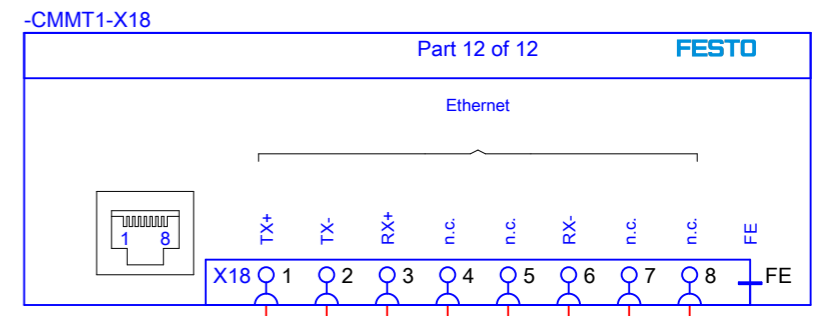 -CMMT1-X18
Part 12 of 12 FESTO
Ethernet
TX+ TX- RX+ n.c. n.c. RX- n.c. n.c. FE
1 8
X18 1 2 3 4 5 6 7 8 FE